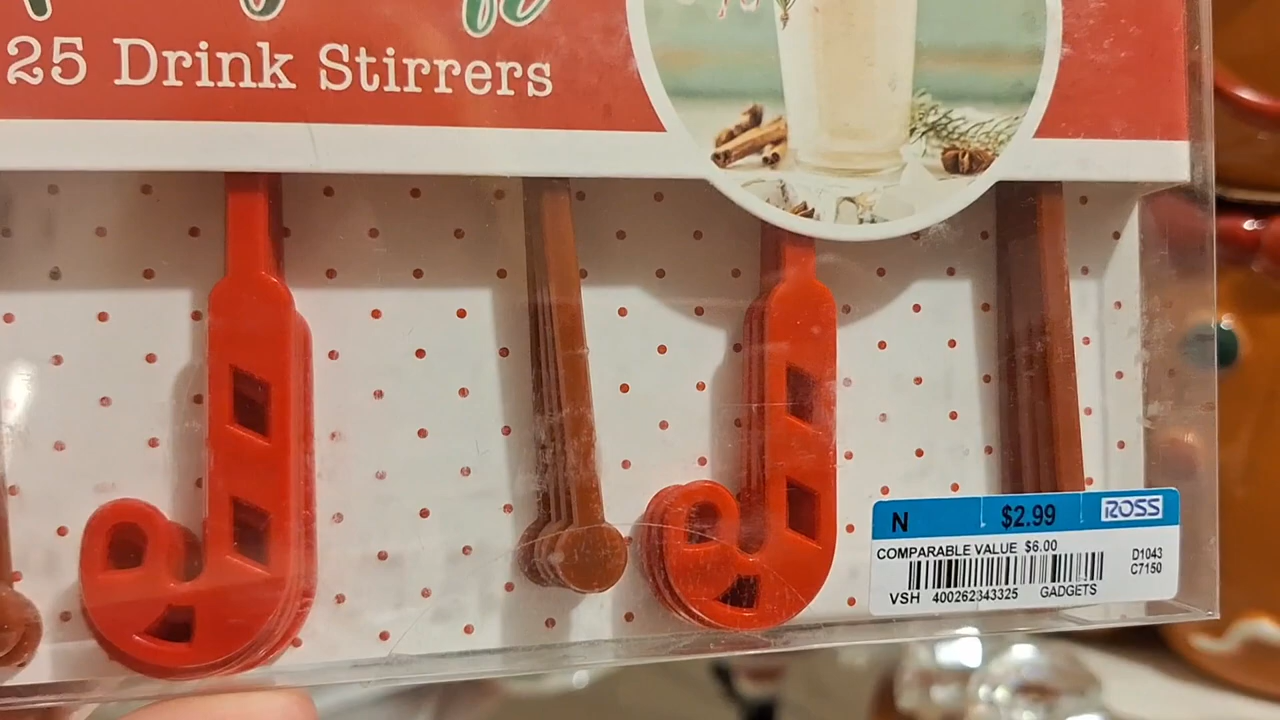 25 Drink Stirrers
N $2.99 ROSS
COMPARABLE VALUE $6.00
D1043
C7150
VSH 400262343325 GADGETS